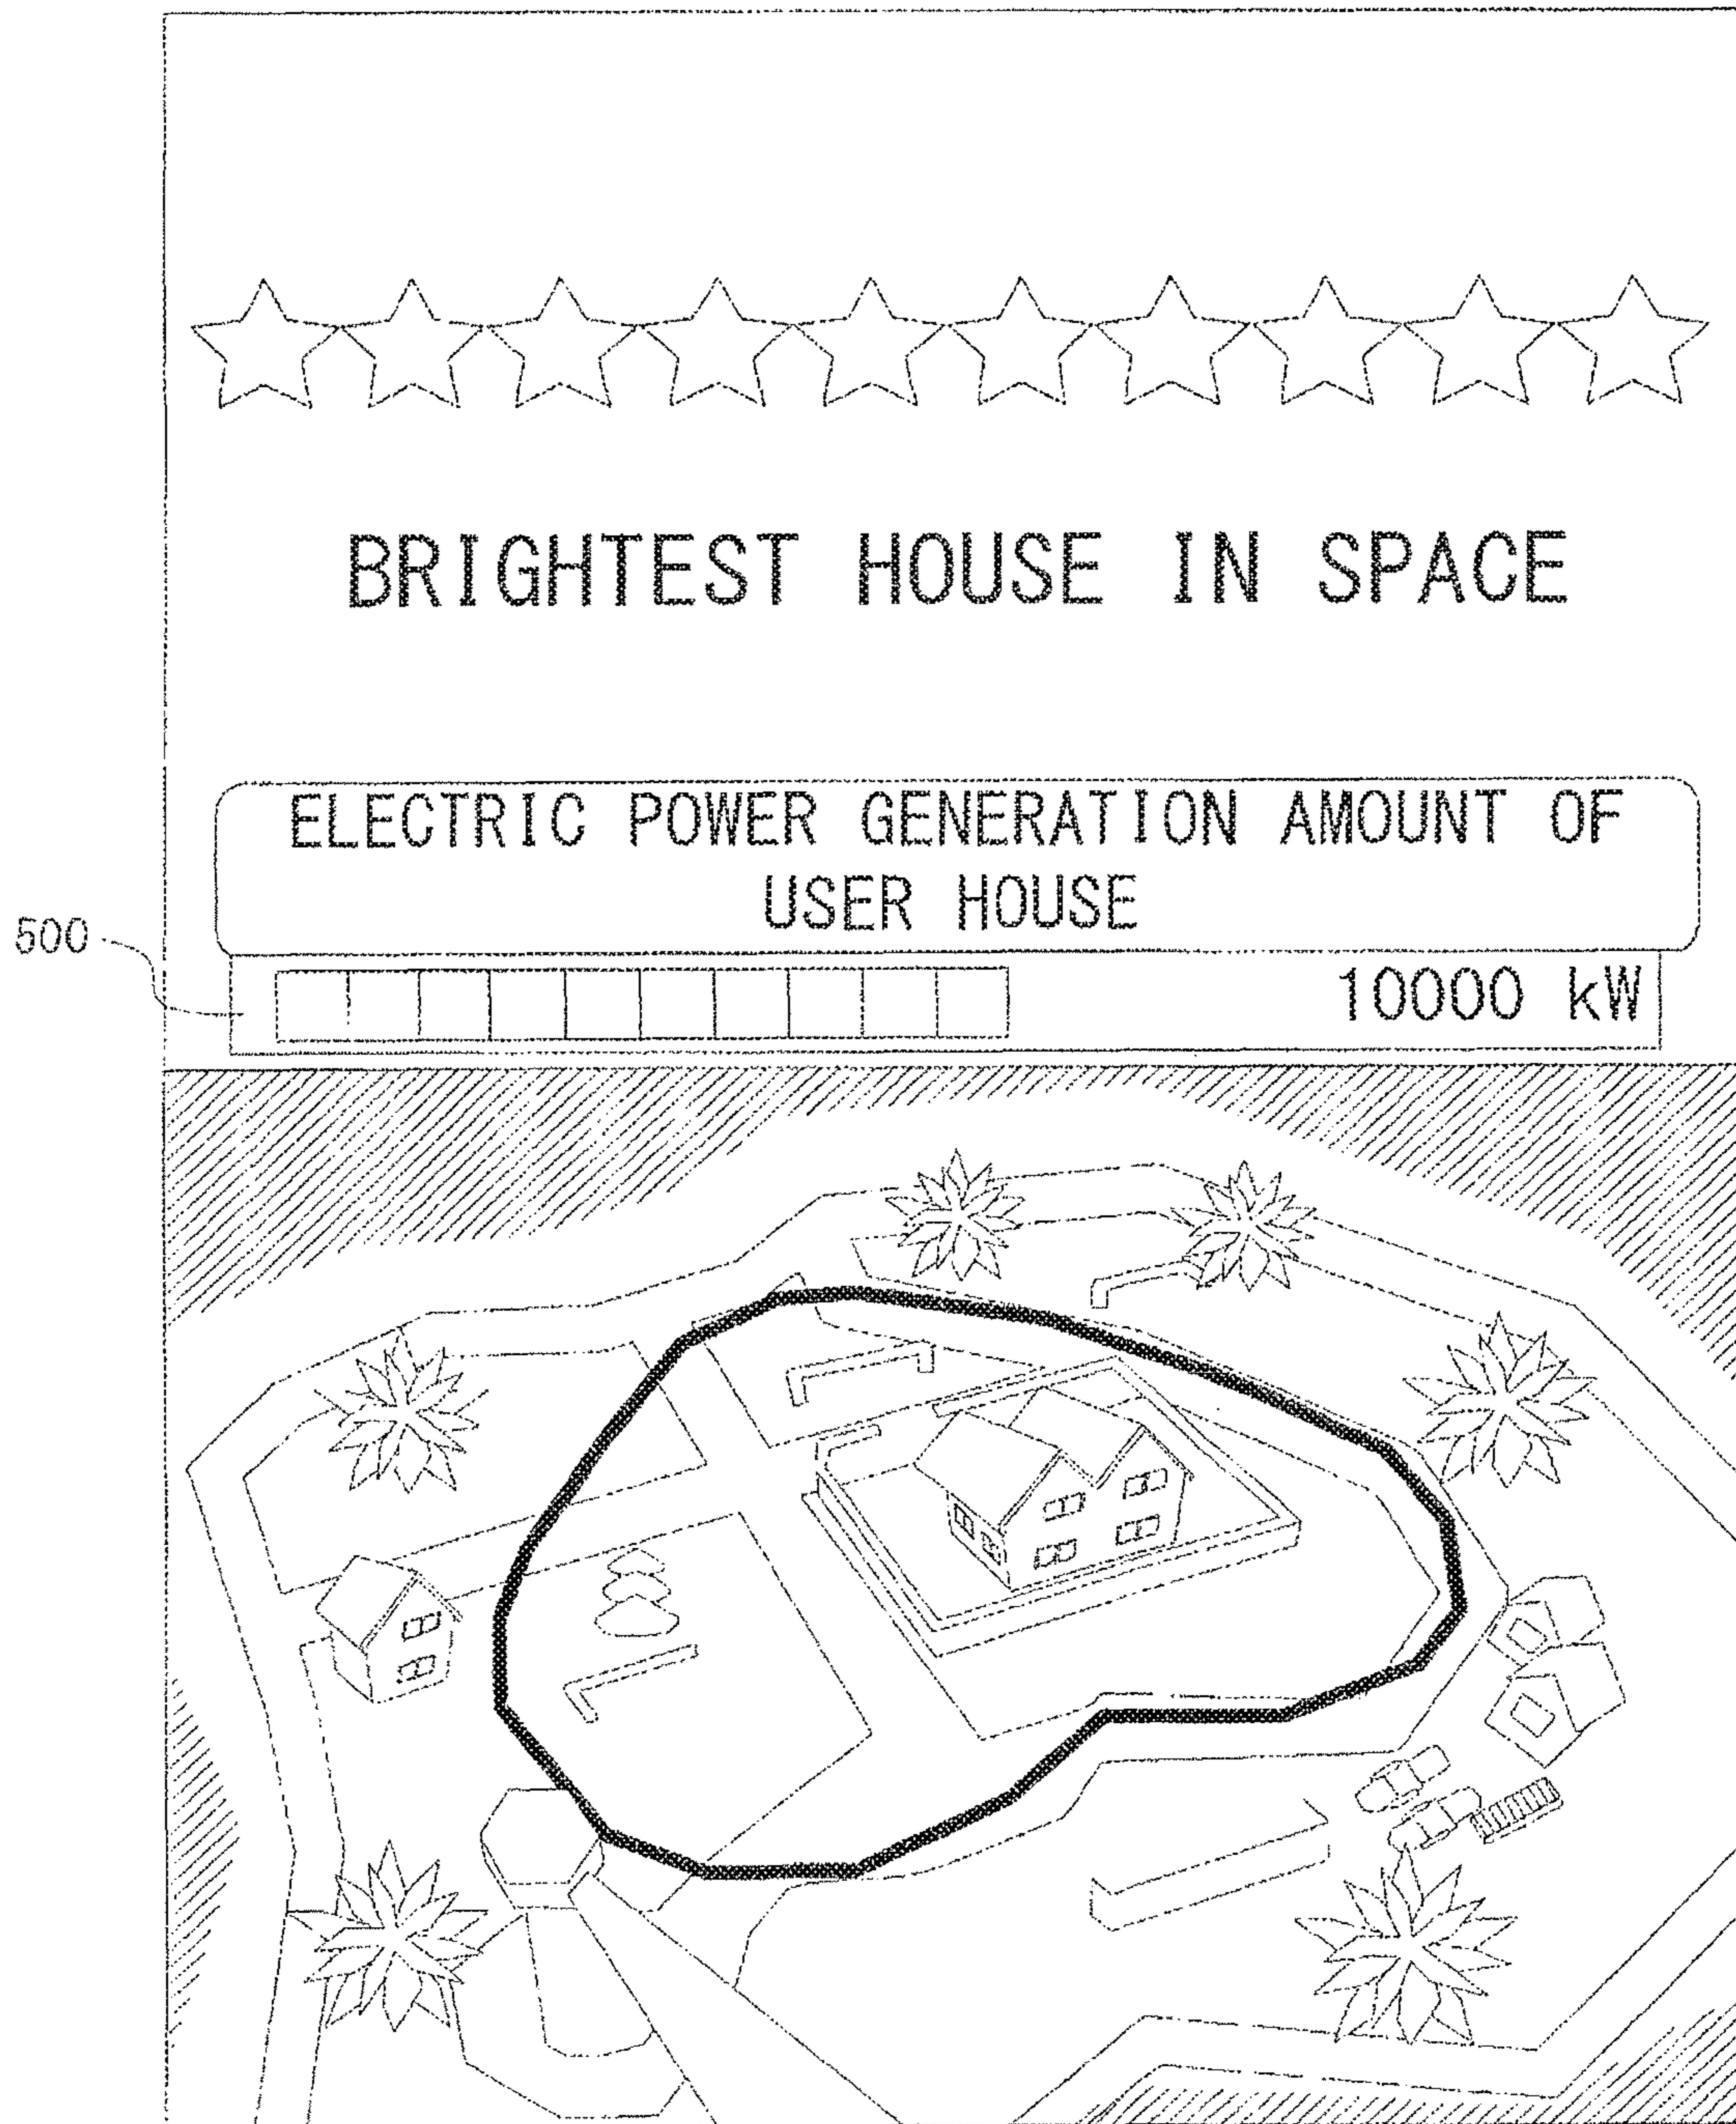 BRIGHTEST HOUSE IN SPACE
ELECTRIC POWER GENERATION AMOUNT OF
USER HOUSE
500
10000 kW